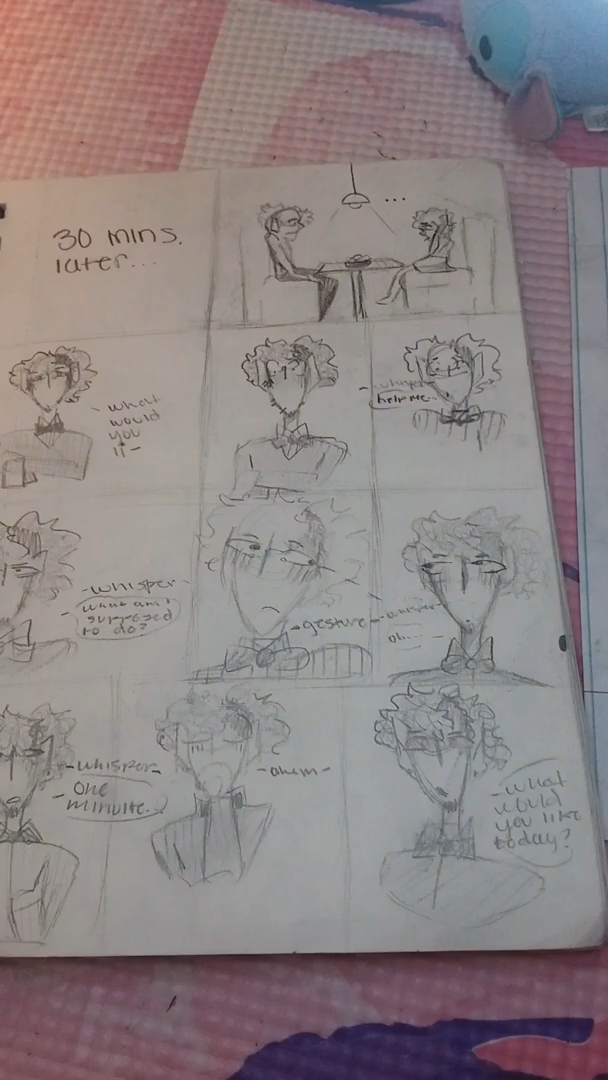 30 mins.
later...
...
- what
would
you
li-
- whisper
help me..
-whisper-
what am I
supposed
to do?
-gesture-
-whisper-
oh...
-whisper-
- one
minuite..
-ahem-
-what
would
you like
today?